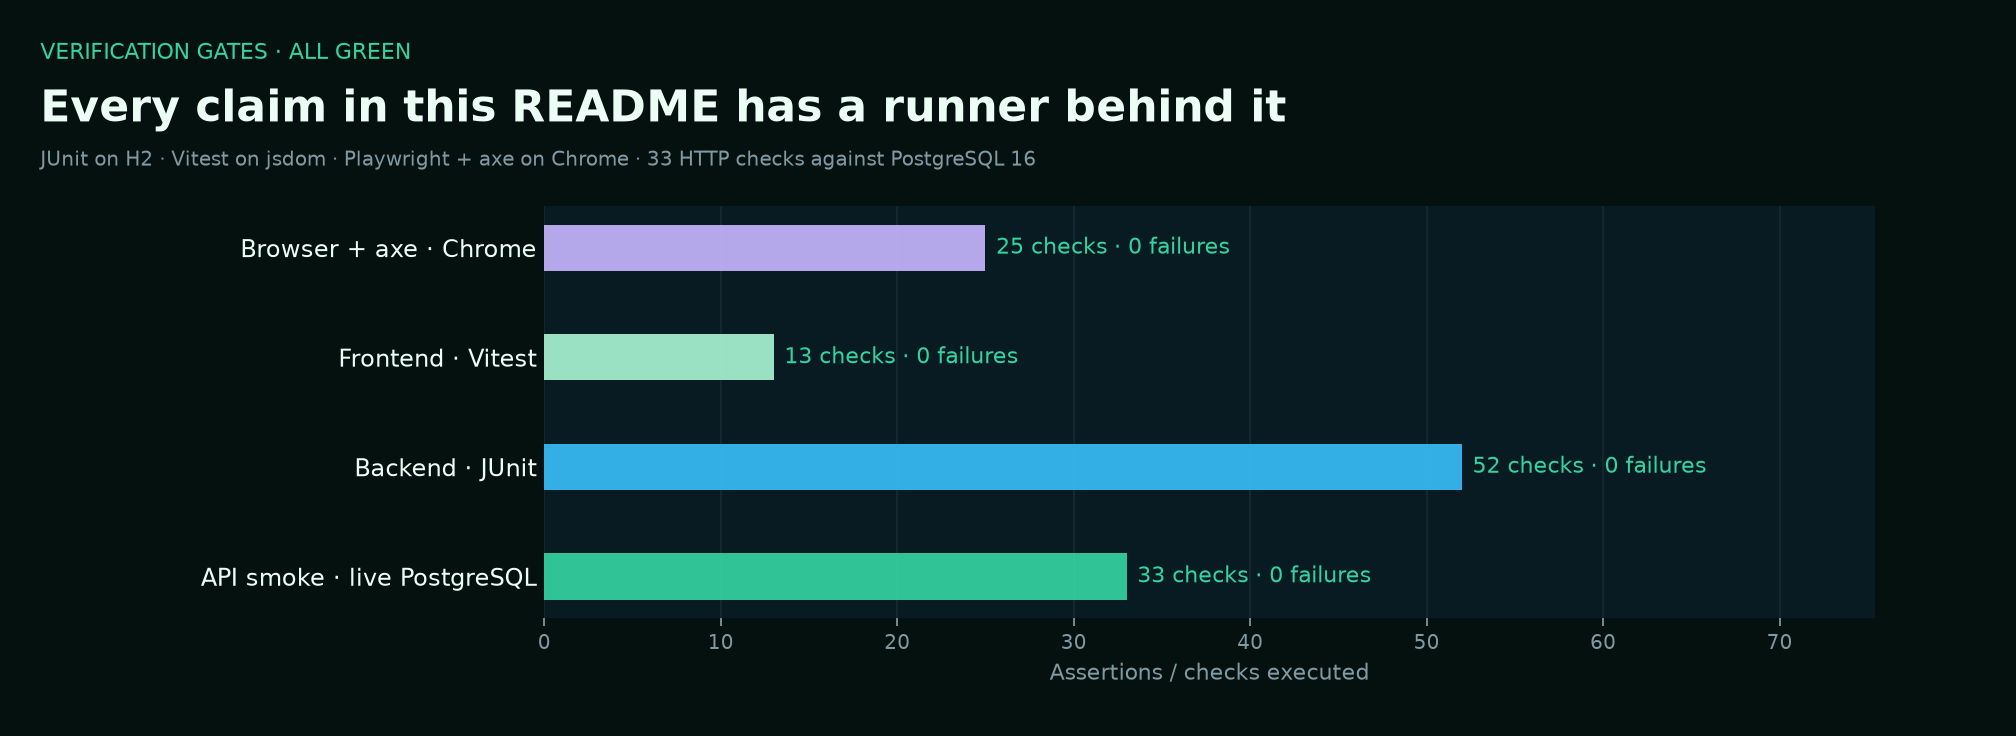 VERIFICATION GATES · ALL GREEN
Every claim in this README has a runner behind it
JUnit on H2 · Vitest on jsdom · Playwright + axe on Chrome · 33 HTTP checks against PostgreSQL 16
Browser + axe · Chrome
25 checks · 0 failures
Frontend · Vitest
13 checks · 0 failures
Backend · JUnit
52 checks · 0 failures
API smoke · live PostgreSQL
33 checks · 0 failures
0 10 20 30 40 50 60 70
Assertions / checks executed